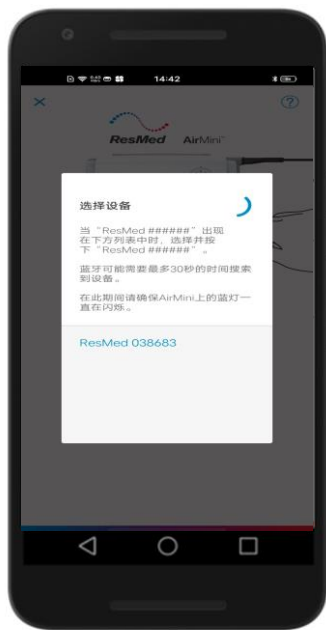 14:42
ResMed AirMini™
选择设备
当“ResMed ######”出现
在下方列表中时，选择并按
下“ResMed ######”。
蓝牙可能需要最多30秒的时间搜索
到设备。
在此期间请确保AirMini上的蓝灯一
直在闪烁。
ResMed 038683